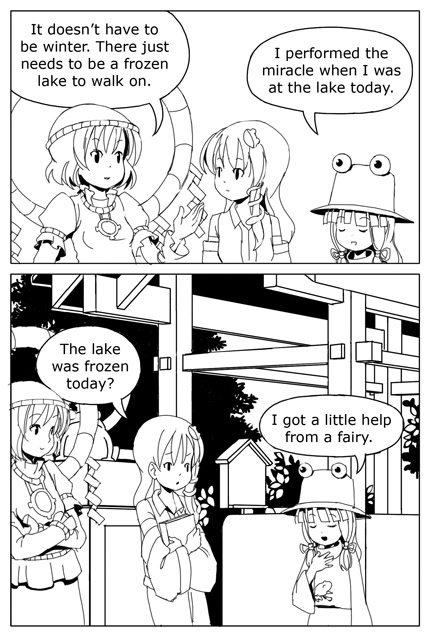 It doesn't have to
be winter. There just
needs to be a frozen
lake to walk on.
I performed the
miracle when I was
at the lake today.
The lake
was frozen
today?
I got a little help
from a fairy.